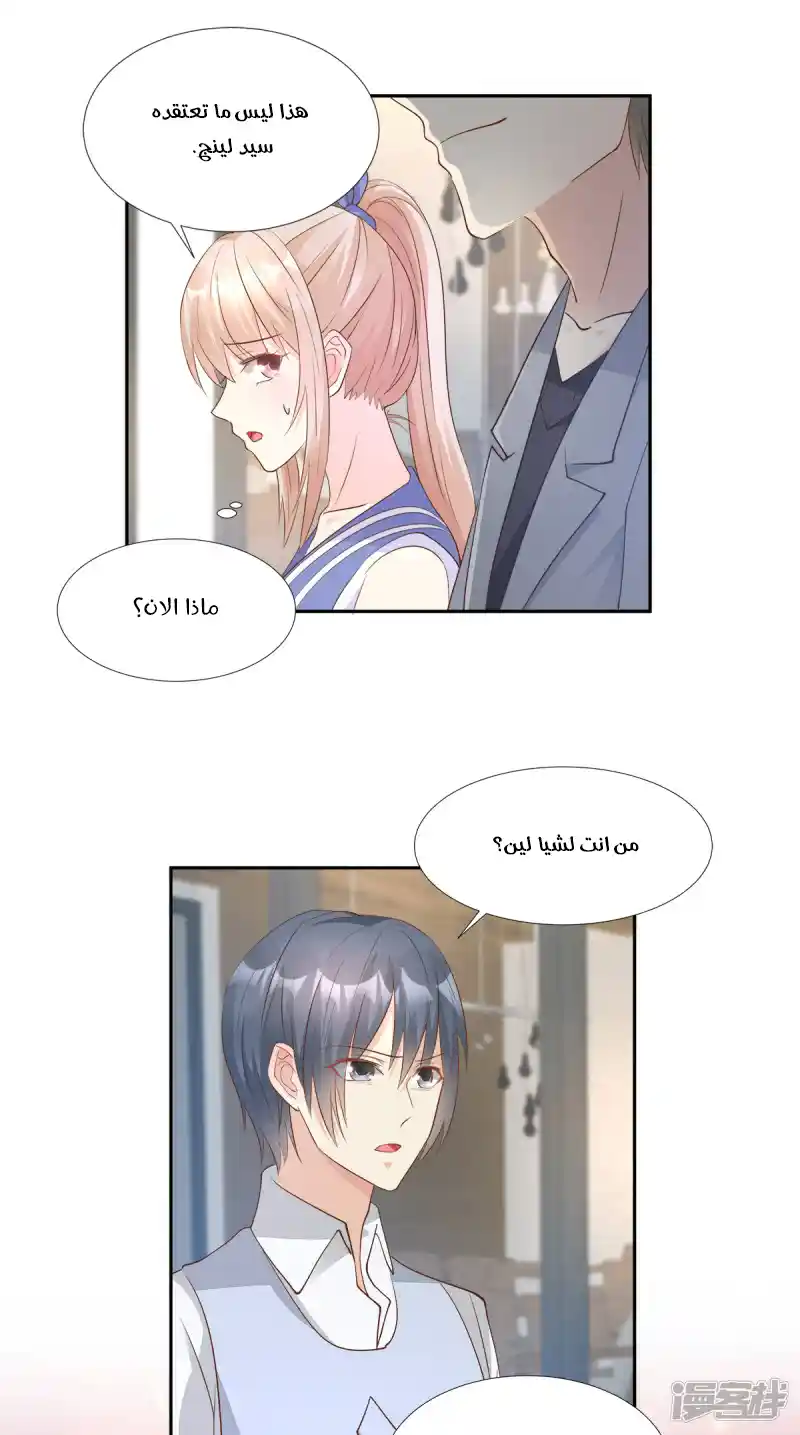 هذا ليس ما تعتقده
سيد لينج.
ماذا الان؟
من انت لشيا لين؟
漫客栈